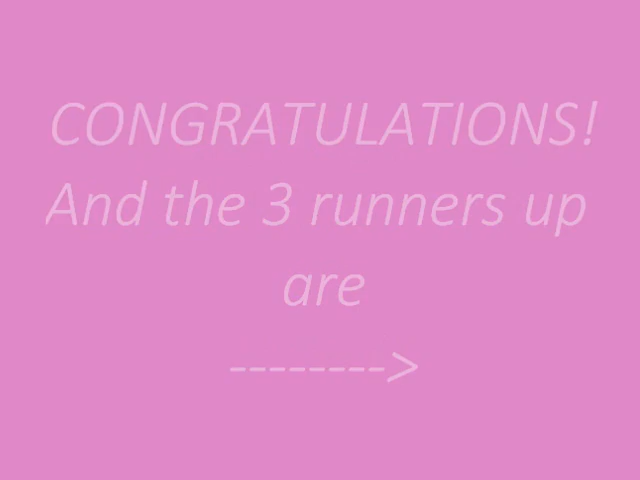 CONGRATULATIONS!
And the 3 runners up
are
-------->